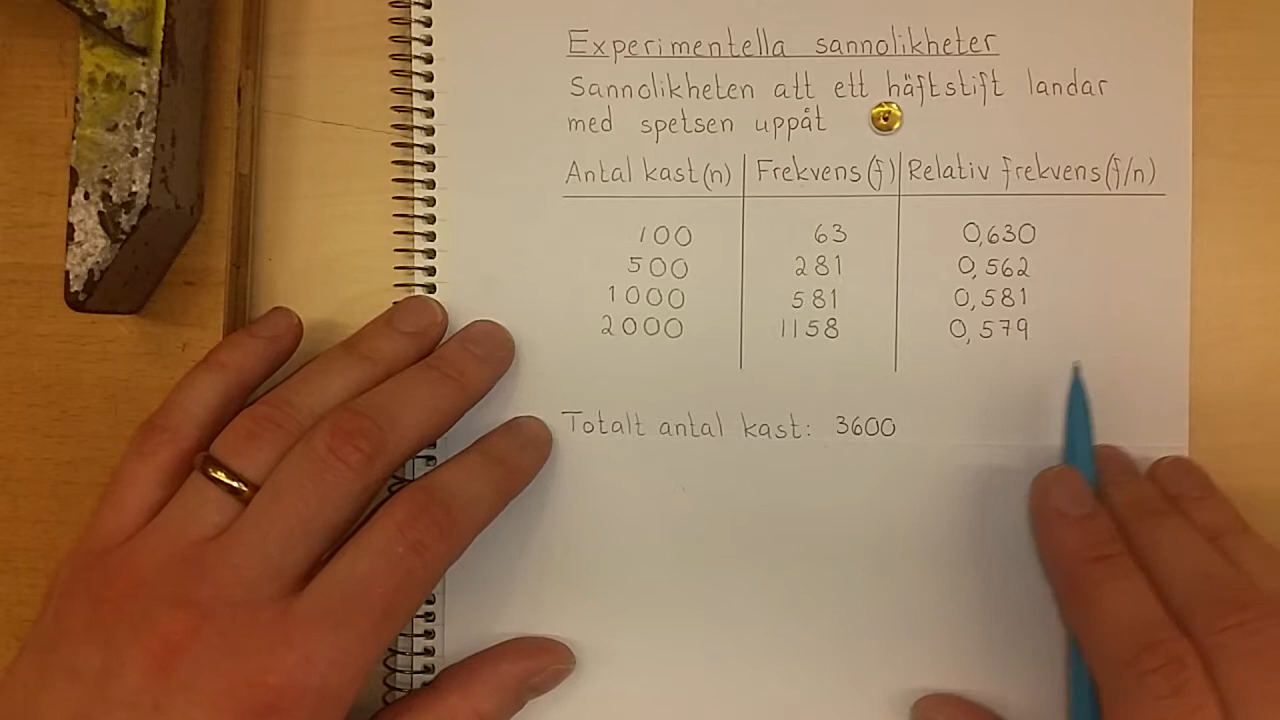 Experimentella sannolikheter
Sannolikheten att ett häftstift landar
med spetsen uppåt
Antal kast(n) Frekvens(f) Relativ frekvens(f/n)
100 63 0,630
500 281 0,562
1000 581 0,581
2000 1158 0,579
Totalt antal kast: 3600